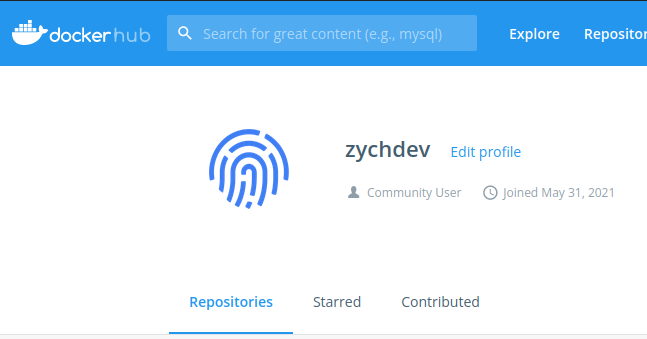 dockerhub Search for great content (e.g., mysql) Explore Repositor
zychdev Edit profile
Community User Joined May 31, 2021
Repositories Starred Contributed